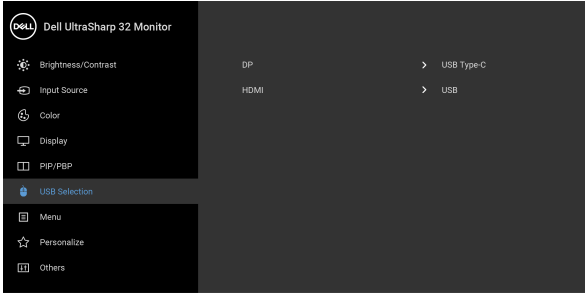 DELL
Dell UltraSharp 32 Monitor
Brightness/Contrast
Input Source
Color
Display
PIP/PBP
USB Selection
Menu
Personalize
Others
DP > USB Type-C
HDMI > USB